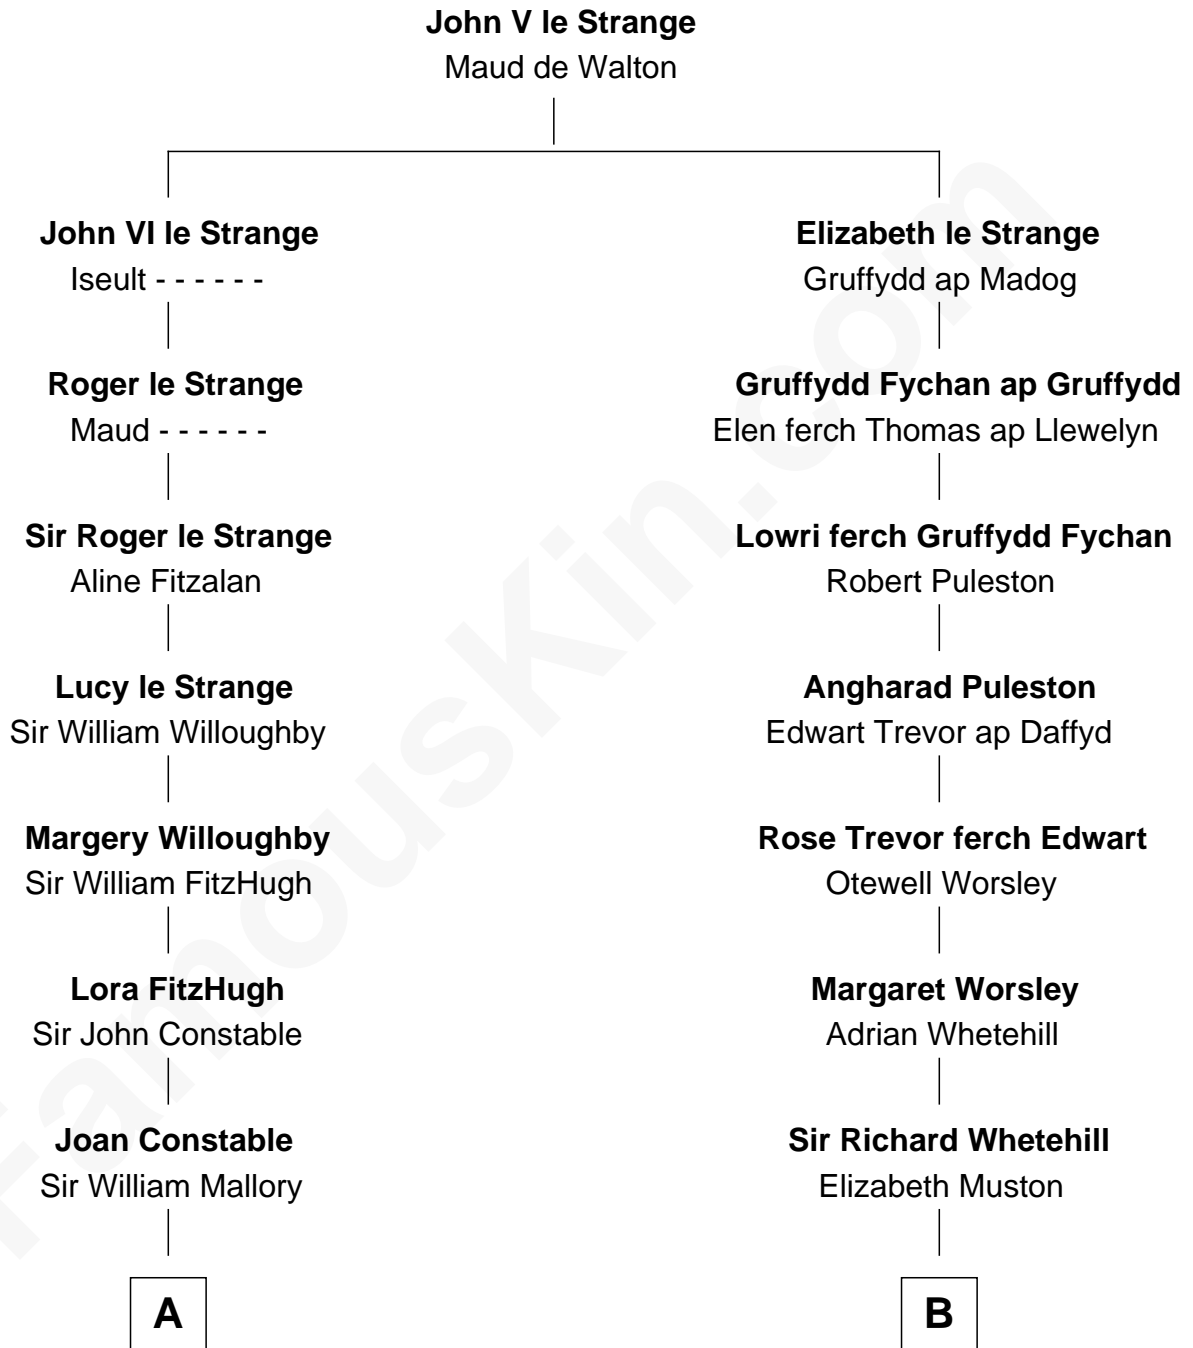 John V le Strange
Maud de Walton
John VI le Strange
Iseult - - - - - -
Elizabeth le Strange
Gruffydd ap Madog
Roger le Strange
Maud - - - - - -
Gruffydd Fychan ap Gruffydd
Elen ferch Thomas ap Llewelyn
Sir Roger le Strange
Aline Fitzalan
Lowri ferch Gruffydd Fychan
Robert Puleston
Lucy le Strange
Sir William Willoughby
Angharad Puleston
Edwart Trevor ap Daffyd
Margery Willoughby
Sir William FitzHugh
Rose Trevor ferch Edwart
Otewell Worsley
Lora FitzHugh
Sir John Constable
Margaret Worsley
Adrian Whetehill
Joan Constable
Sir William Mallory
Sir Richard Whetehill
Elizabeth Muston
A
B
FamousKin.com